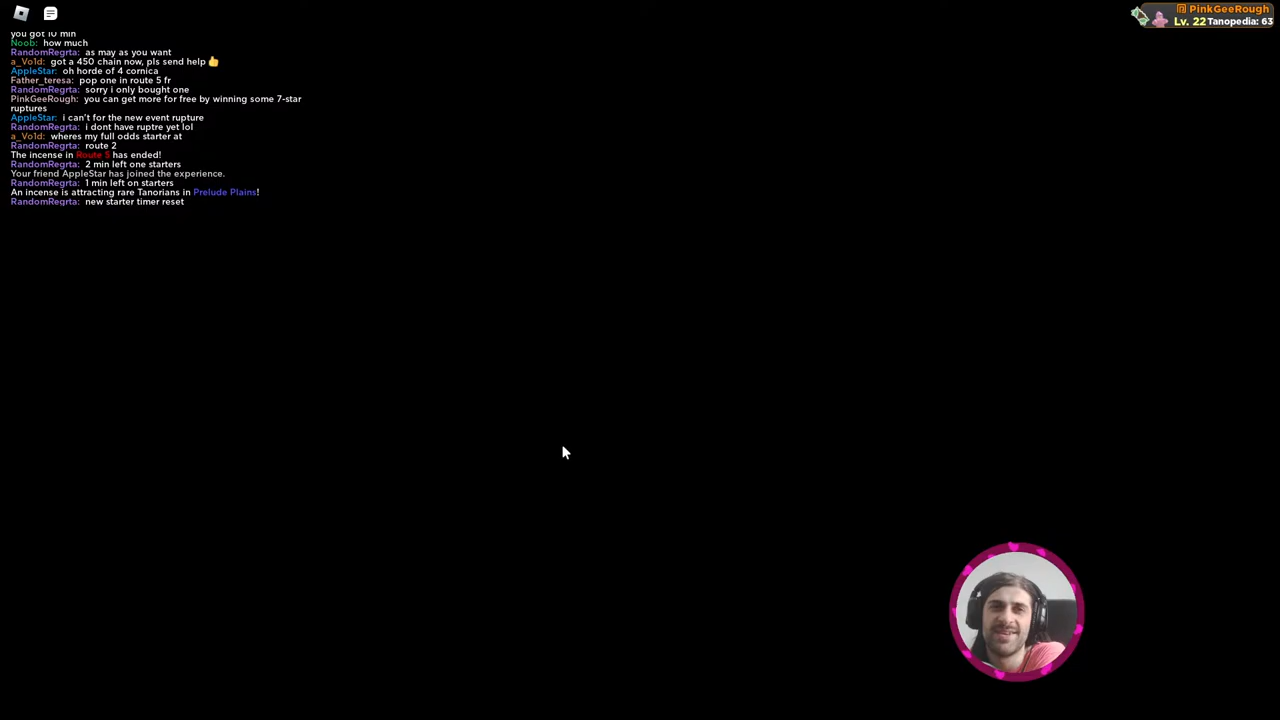 you got 10 min
Noob: how much
RandomRegrta: as may as you want
a_Vo1d: got a 450 chain now, pls send help👍
AppleStar: oh horde of 4 cornica
Father_teresa: pop one in route 5 fr
RandomRegrta: sorry i only bought one
PinkGeeRough: you can get more for free by winning some 7-star
ruptures
AppleStar: i can't for the new event rupture
RandomRegrta: i dont have ruptre yet lol
a_Vo1d: wheres my full odds starter at
RandomRegrta: route 2
The incense in Route 5 has ended!
RandomRegrta: 2 min left one starters
Your friend AppleStar has joined the experience.
RandomRegrta: 1 min left on starters
An incense is attracting rare Tanorians in Prelude Plains!
RandomRegrta: new starter timer reset
PinkGeeRough
Lv. 22 Tanopedia: 63